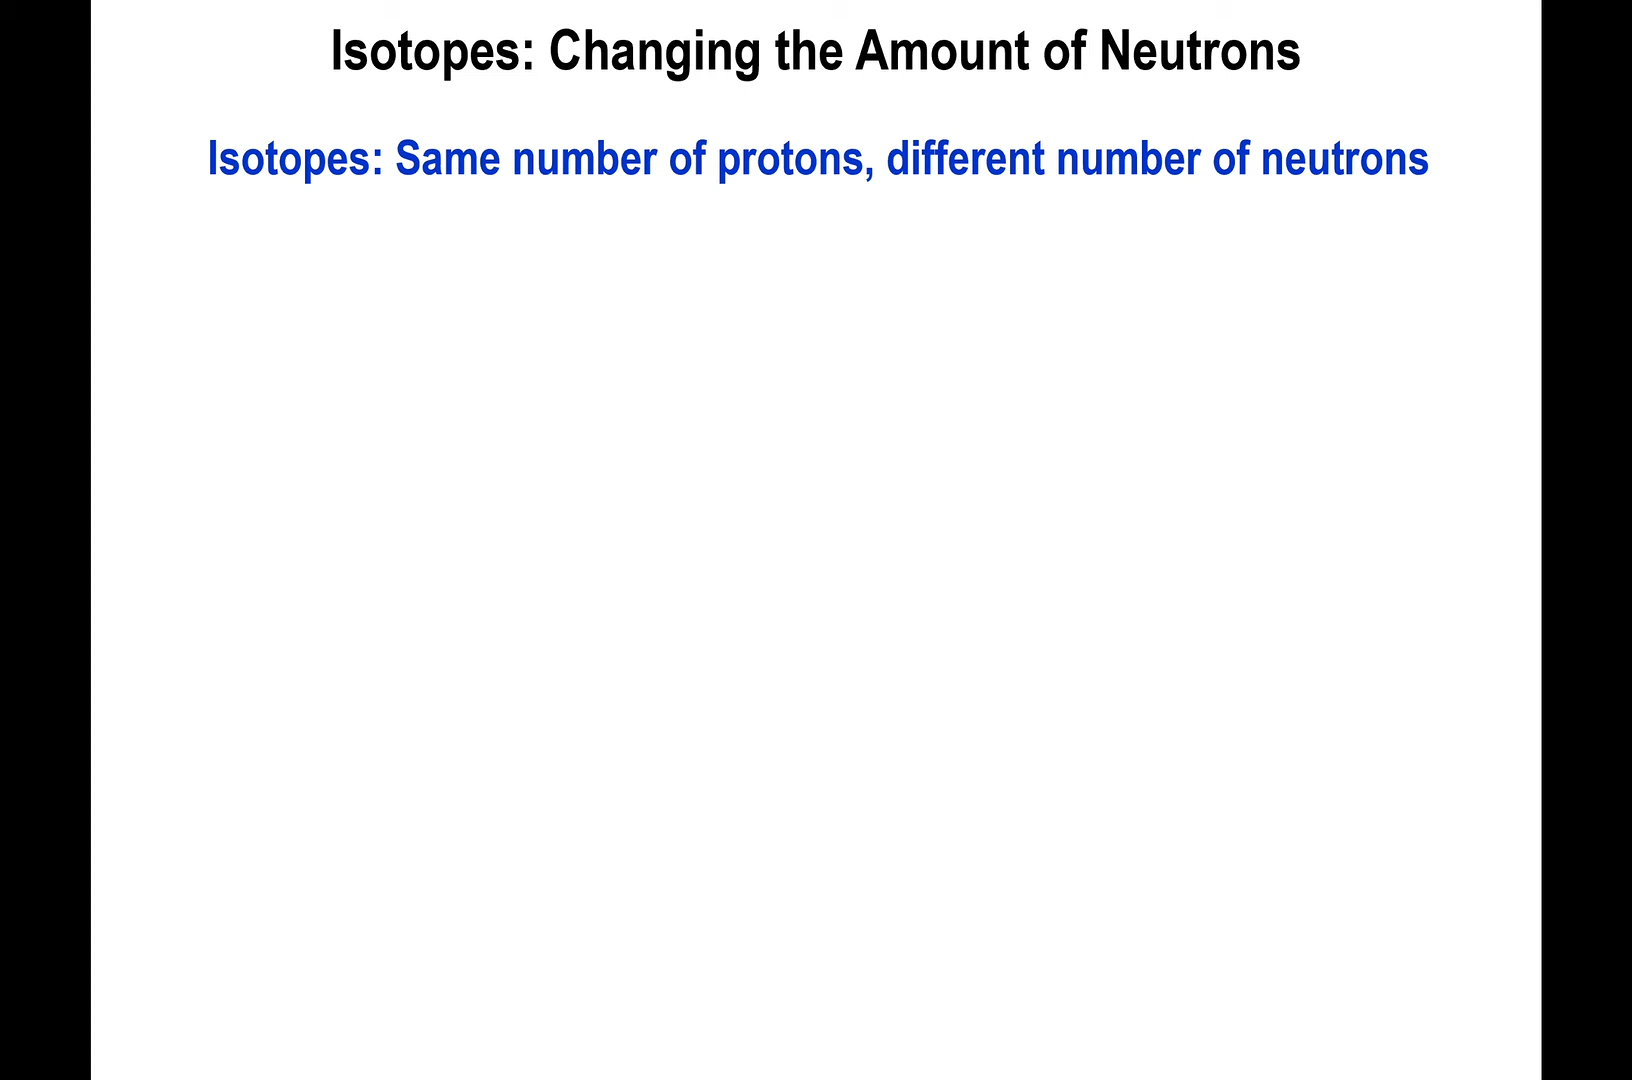 Isotopes: Changing the Amount of Neutrons
Isotopes: Same number of protons, different number of neutrons